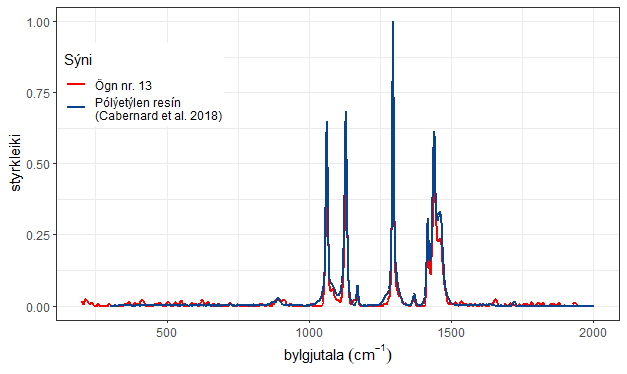 1.00
0.75
0.50
0.25
0.00
styrkleiki
Sýni
Ögn nr. 13
Pólýetýlen resín
(Cabernard et al. 2018)
500
1000
1500
2000
bylgjutala (cm⁻¹)